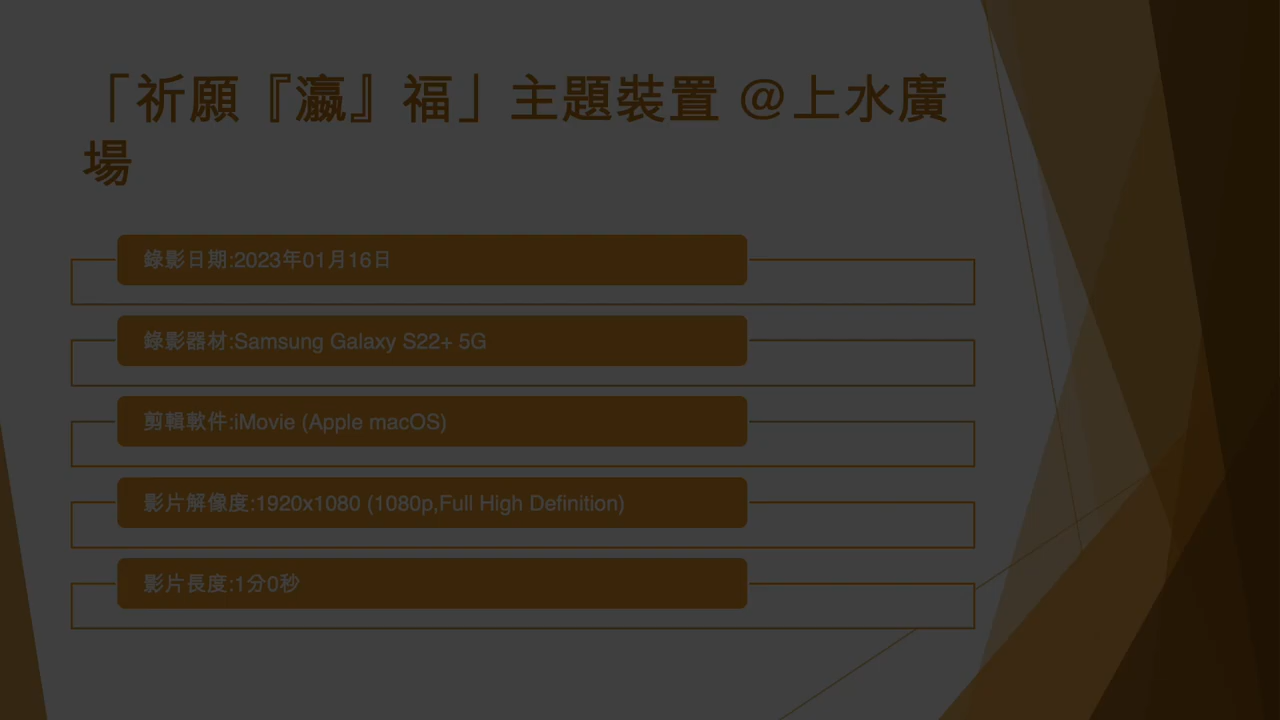 「祈願『瀛』福」主題裝置 @上水廣
場
錄影日期:2023年01月16日
錄影器材:Samsung Galaxy S22+ 5G
剪輯軟件:iMovie (Apple macOS)
影片解像度:1920x1080 (1080p,Full High Definition)
影片長度:1分0秒